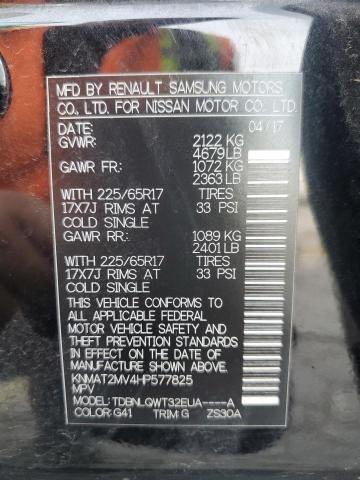 MFD BY RENAULT SAMSUNG MOTORS
CO., LTD. FOR NISSAN MOTOR CO., LTD.
DATE: 04/17
GVWR: 2122 KG
4679 LB
GAWR FR: 1072 KG
2363 LB
WITH 225/65R17 TIRES
17X7J RIMS AT 33 PSI
COLD SINGLE
GAWR RR: 1089 KG
2401 LB
WITH 225/65R17 TIRES
17X7J RIMS AT 33 PSI
COLD SINGLE
THIS VEHICLE CONFORMS TO
ALL APPLICABLE FEDERAL
MOTOR VEHICLE SAFETY
AND THEFT PREVENTION STANDARDS
IN EFFECT ON THE DATE OF
MANUFACTURE SHOWN ABOVE.
KNMAT2MV4HP577825
MPV
MODEL: TDBNLQWT32EUA----A
COLOR: G41 TRIM: G ZS30A